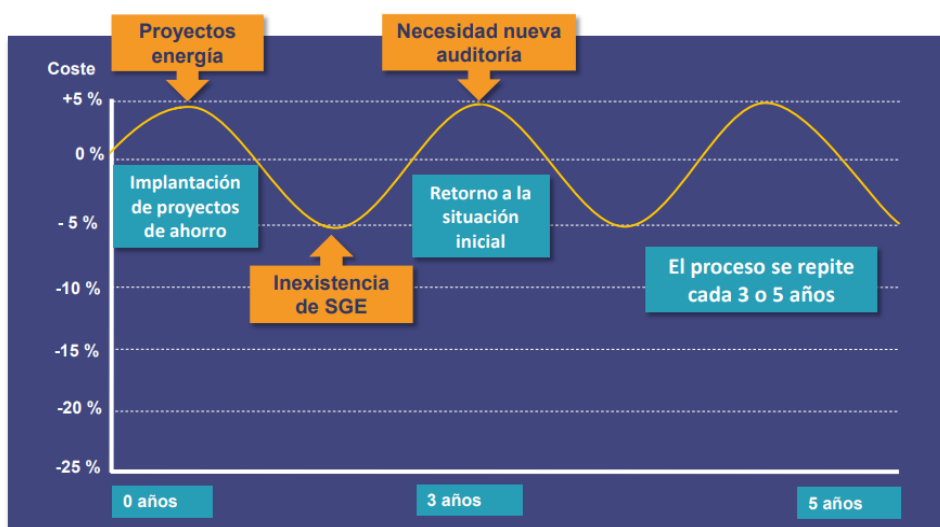 Proyectos
energía
Necesidad nueva
auditoría
Coste
+5 %
0 %
Implantación
de proyectos
de ahorro
Retorno a la
situación
inicial
- 5 %
Inexistencia
de SGE
El proceso se repite
cada 3 o 5 años
-10 %
-15 %
-20 %
-25 %
0 años
3 años
5 años